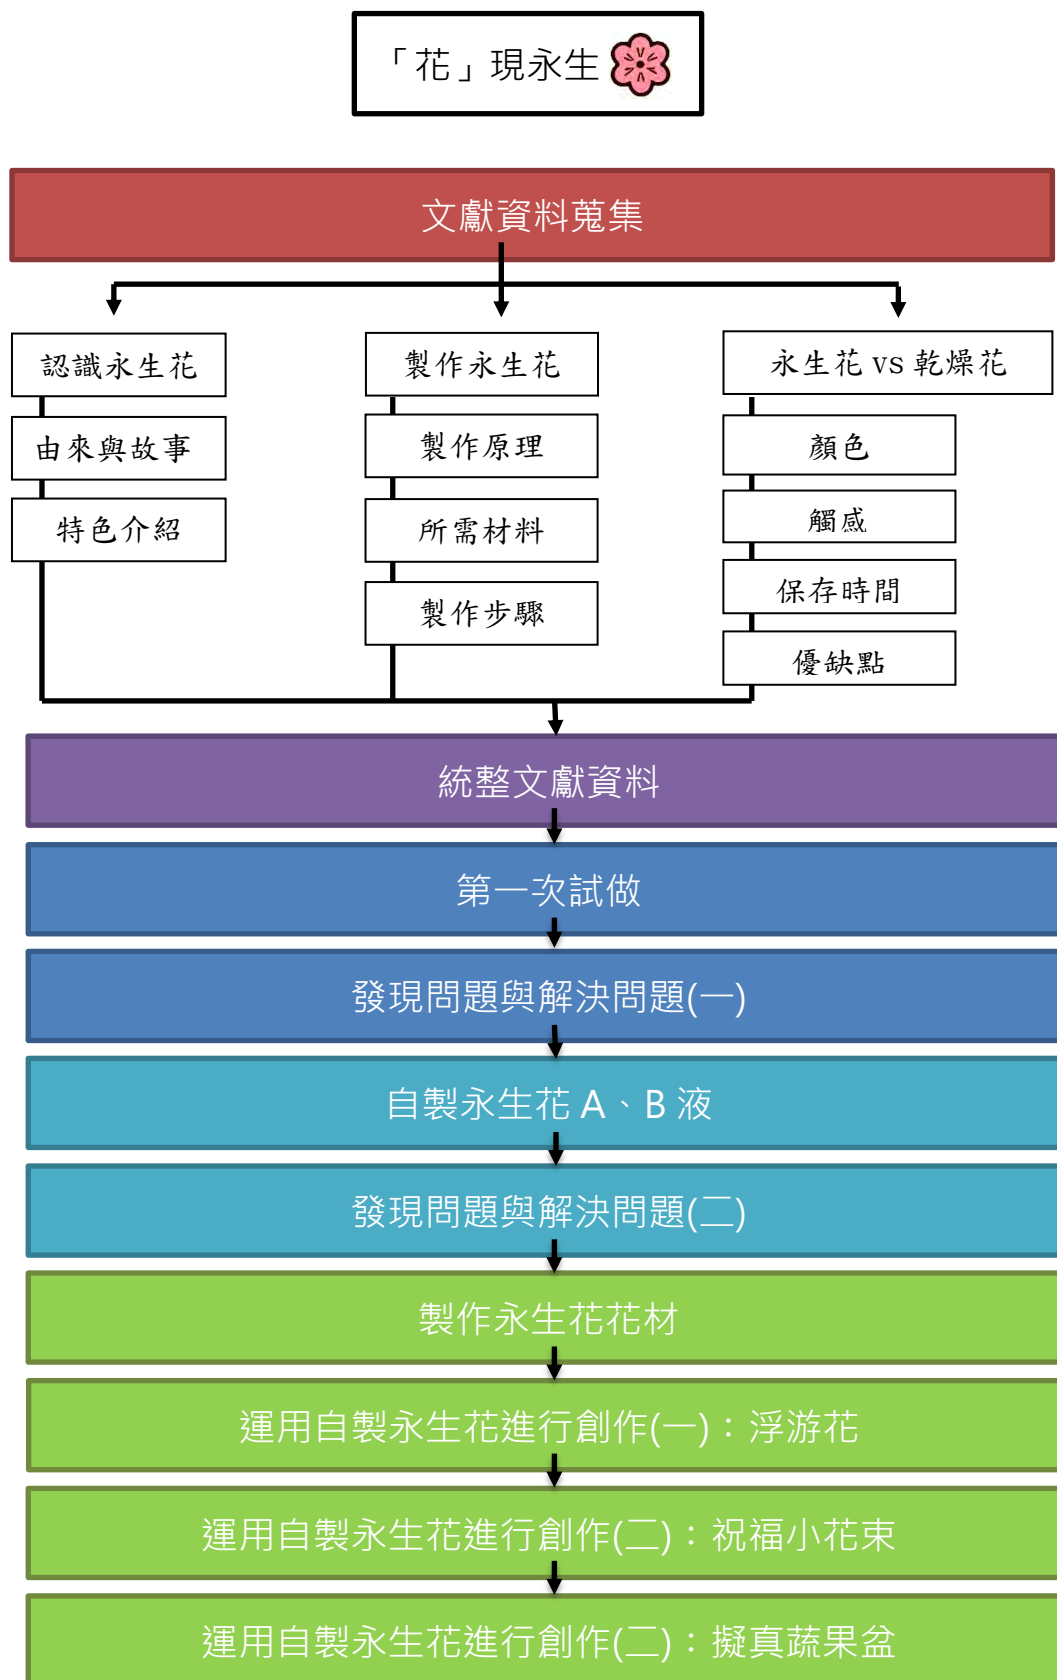 「花」現永生
文獻資料蒐集
認識永生花
由來與故事
特色介紹
製作永生花
製作原理
所需材料
製作步驟
永生花 vs 乾燥花
顏色
觸感
保存時間
優缺點
統整文獻資料
第一次試做
發現問題與解決問題(一)
自製永生花 A、B 液
發現問題與解決問題(二)
製作永生花花材
運用自製永生花進行創作(一)：浮游花
運用自製永生花進行創作(二)：祝福小花束
運用自製永生花進行創作(二)：擬真蔬果盆